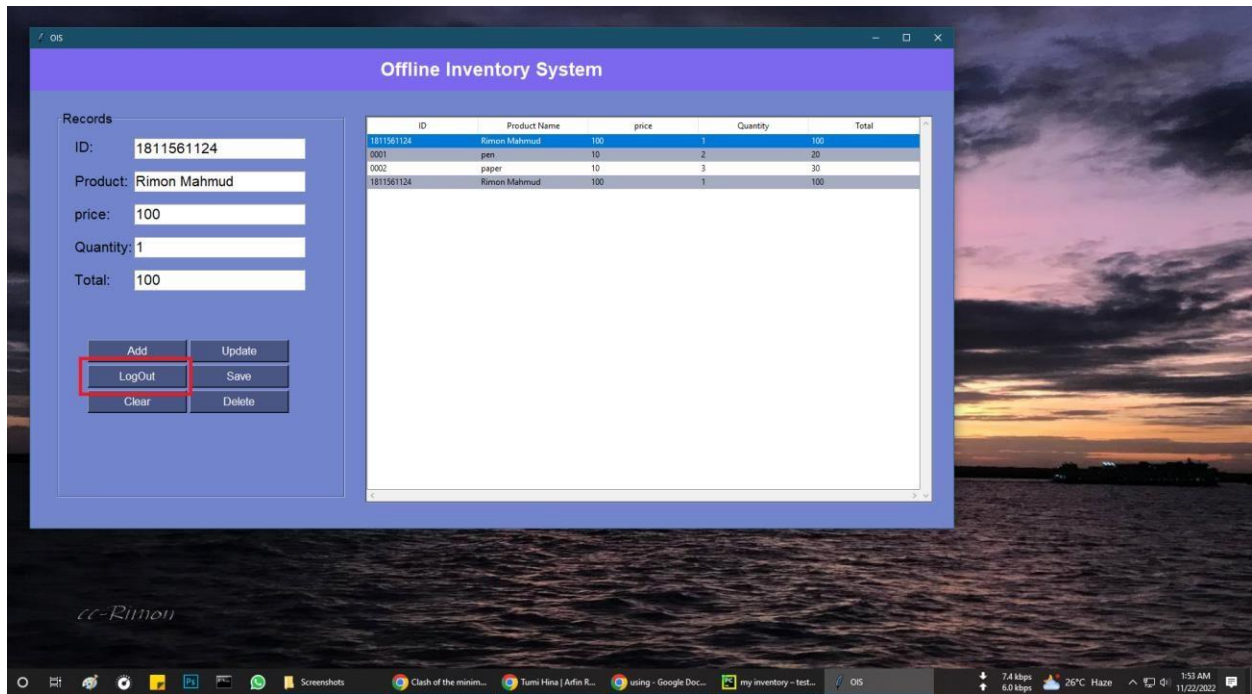 OIS
Offline Inventory System
Records
ID: 1811561124
Product: Rimon Mahmud
price: 100
Quantity: 1
Total: 100
Add Update
LogOut Save
Clear Delete
ID Product Name price Quantity Total
1811561124 Rimon Mahmud 100 1 100
0001 pen 10 2 20
0002 paper 10 3 30
1811561124 Rimon Mahmud 100 1 100
cc-Rimon
Ps
Screenshots
Clash of the minim...
Tumi Hina | Arfin R...
using - Google Doc...
PC
my inventory – test...
OIS
7.4 kbps
6.0 kbps
26°C Haze
1:53 AM
11/22/2022